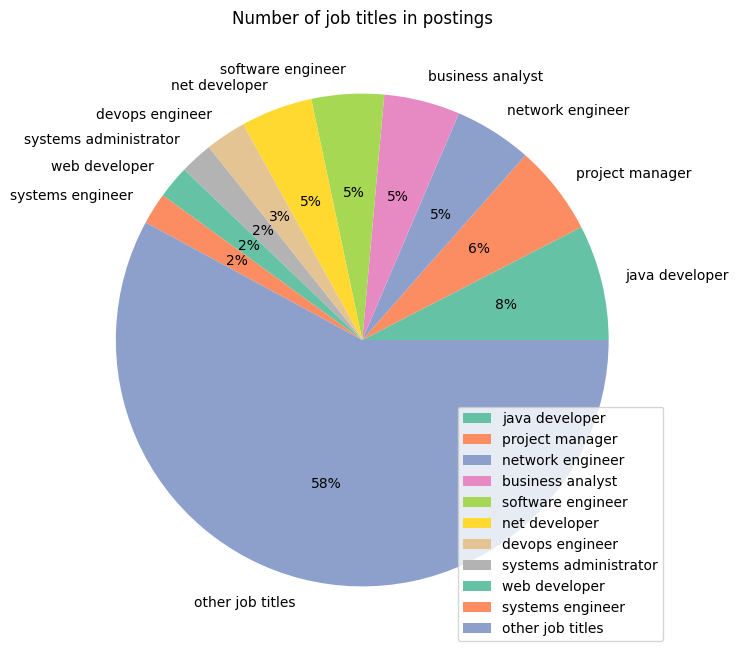 Number of job titles in postings
software engineer
net developer
business analyst
devops engineer
network engineer
systems administrator
web developer
project manager
systems engineer
java developer
5%
5%
5%
3%
5%
2%
2%
6%
2%
8%
58%
other job titles
java developer
project manager
network engineer
business analyst
software engineer
net developer
devops engineer
systems administrator
web developer
systems engineer
other job titles